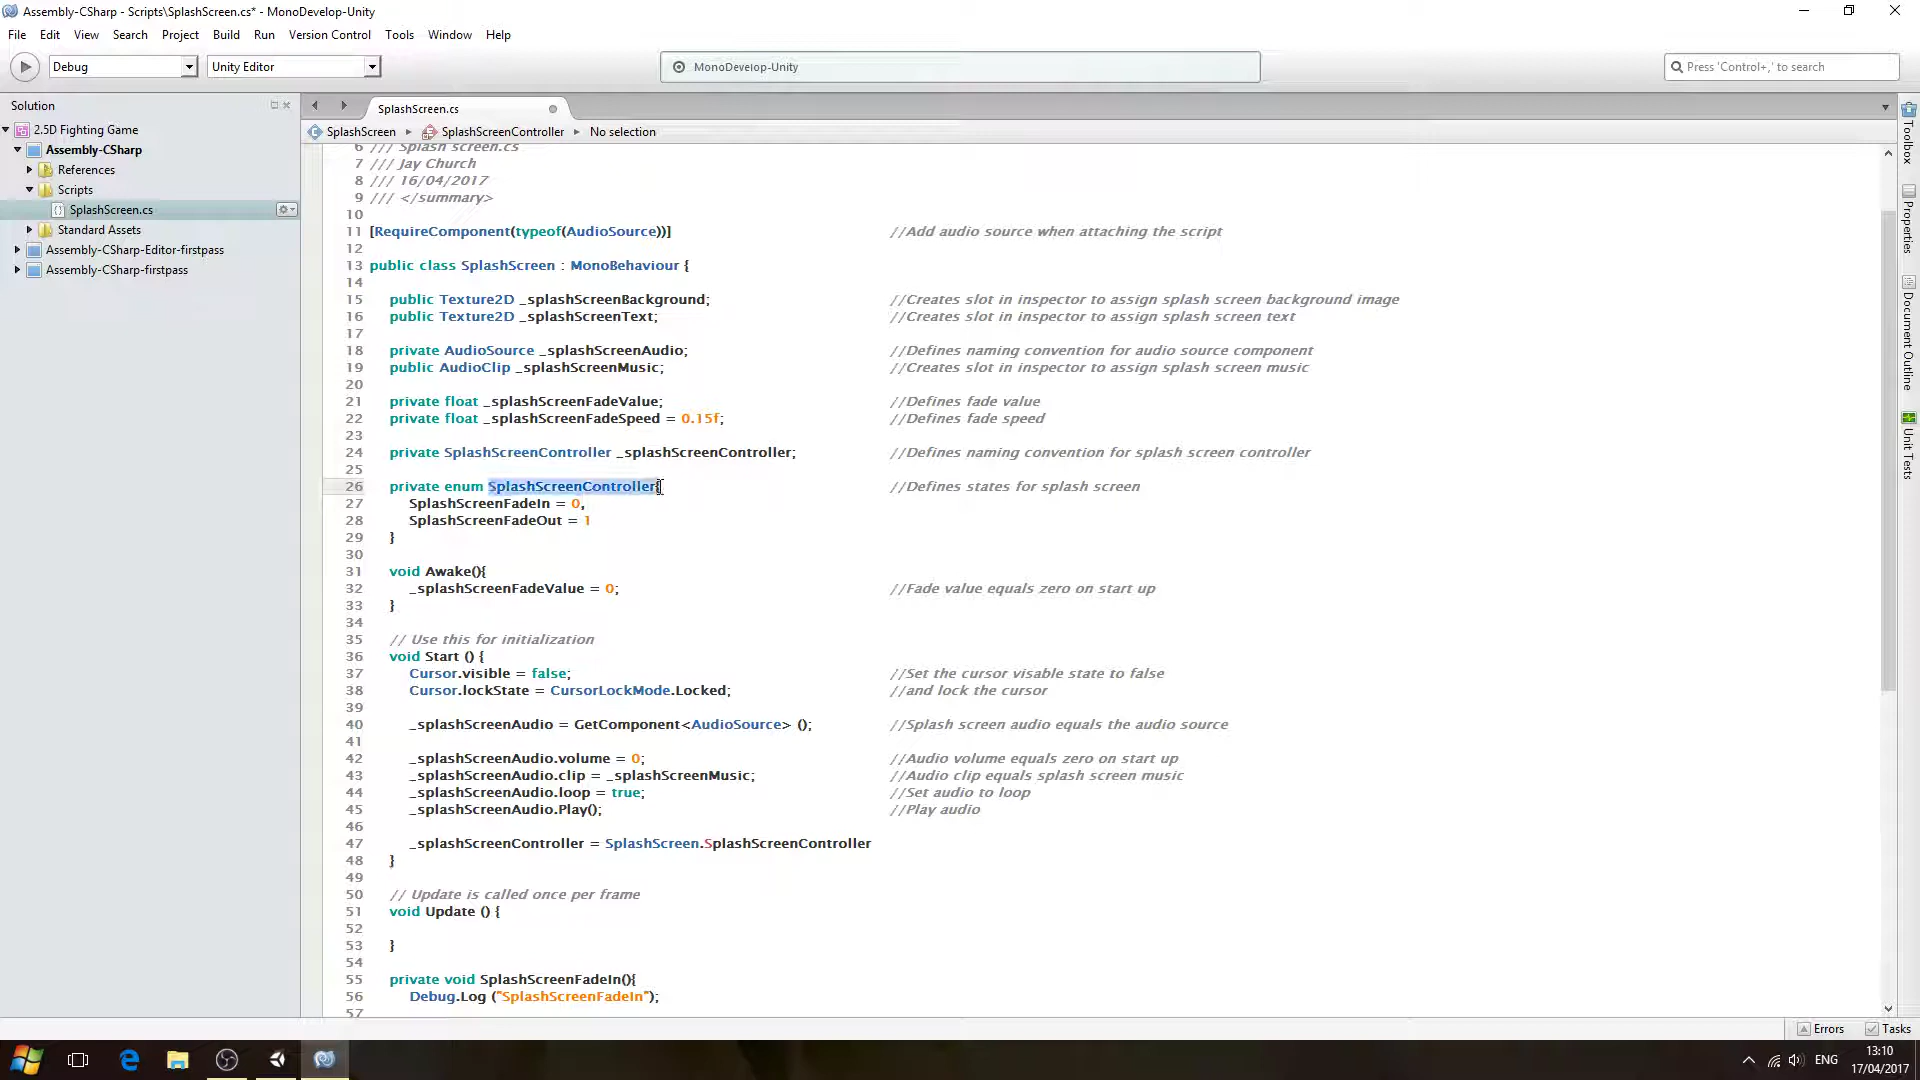 Assembly-CSharp - Scripts\SplashScreen.cs* - MonoDevelop-Unity
File Edit View Search Project Build Run Version Control Tools Window Help
Debug Unity Editor MonoDevelop-Unity Press 'Control+,' to search
Solution
2.5D Fighting Game
Assembly-CSharp
References
Scripts
SplashScreen.cs
Standard Assets
Assembly-CSharp-Editor-firstpass
Assembly-CSharp-firstpass
SplashScreen.cs
SplashScreen SplashScreenController No selection
6 /// Splash screen.cs
7 /// Jay Church
8 /// 16/04/2017
9 /// </summary>
10
11 [RequireComponent(typeof(AudioSource))] //Add audio source when attaching the script
12
13 public class SplashScreen : MonoBehaviour {
14
15 public Texture2D _splashScreenBackground; //Creates slot in inspector to assign splash screen background image
16 public Texture2D _splashScreenText; //Creates slot in inspector to assign splash screen text
17
18 private AudioSource _splashScreenAudio; //Defines naming convention for audio source component
19 public AudioClip _splashScreenMusic; //Creates slot in inspector to assign splash screen music
20
21 private float _splashScreenFadeValue; //Defines fade value
22 private float _splashScreenFadeSpeed = 0.15f; //Defines fade speed
23
24 private SplashScreenController _splashScreenController; //Defines naming convention for splash screen controller
25
26 private enum SplashScreenController{ //Defines states for splash screen
27 SplashScreenFadeIn = 0,
28 SplashScreenFadeOut = 1
29 }
30
31 void Awake(){
32 _splashScreenFadeValue = 0; //Fade value equals zero on start up
33 }
34
35 // Use this for initialization
36 void Start () {
37 Cursor.visible = false; //Set the cursor visable state to false
38 Cursor.lockState = CursorLockMode.Locked; //and lock the cursor
39
40 _splashScreenAudio = GetComponent<AudioSource> (); //Splash screen audio equals the audio source
41
42 _splashScreenAudio.volume = 0; //Audio volume equals zero on start up
43 _splashScreenAudio.clip = _splashScreenMusic; //Audio clip equals splash screen music
44 _splashScreenAudio.loop = true; //Set audio to loop
45 _splashScreenAudio.Play(); //Play audio
46
47 _splashScreenController = SplashScreen.SplashScreenController
48 }
49
50 // Update is called once per frame
51 void Update () {
52
53 }
54
55 private void SplashScreenFadeIn(){
56 Debug.Log ("SplashScreenFadeIn");
57
Toolbox
Properties
Document Outline
Unit Tests
Errors Tasks
ENG
13:10
17/04/2017